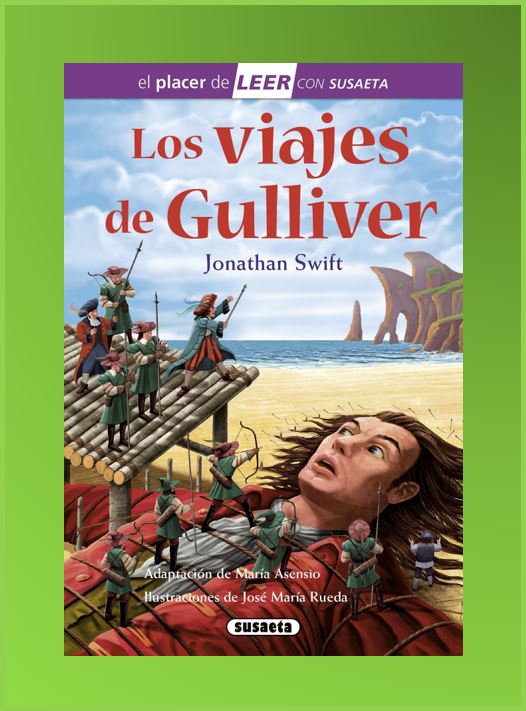 el placer de LEER CON SUSAETA
Los viajes
de Gulliver
Jonathan Swift
Adaptación de María Asensio
Ilustraciones de José María Rueda
susaeta